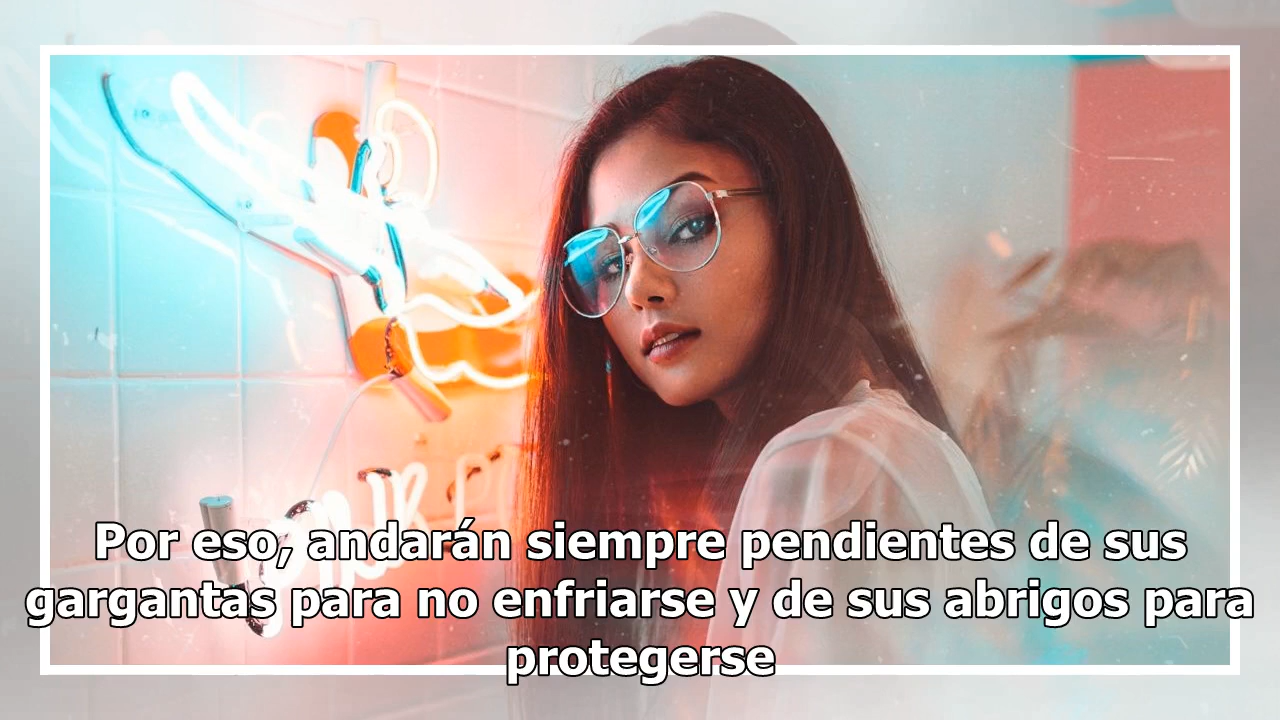 Por eso, andarán siempre pendientes de sus
gargantas para no enfriarse y de sus abrigos para
protegerse